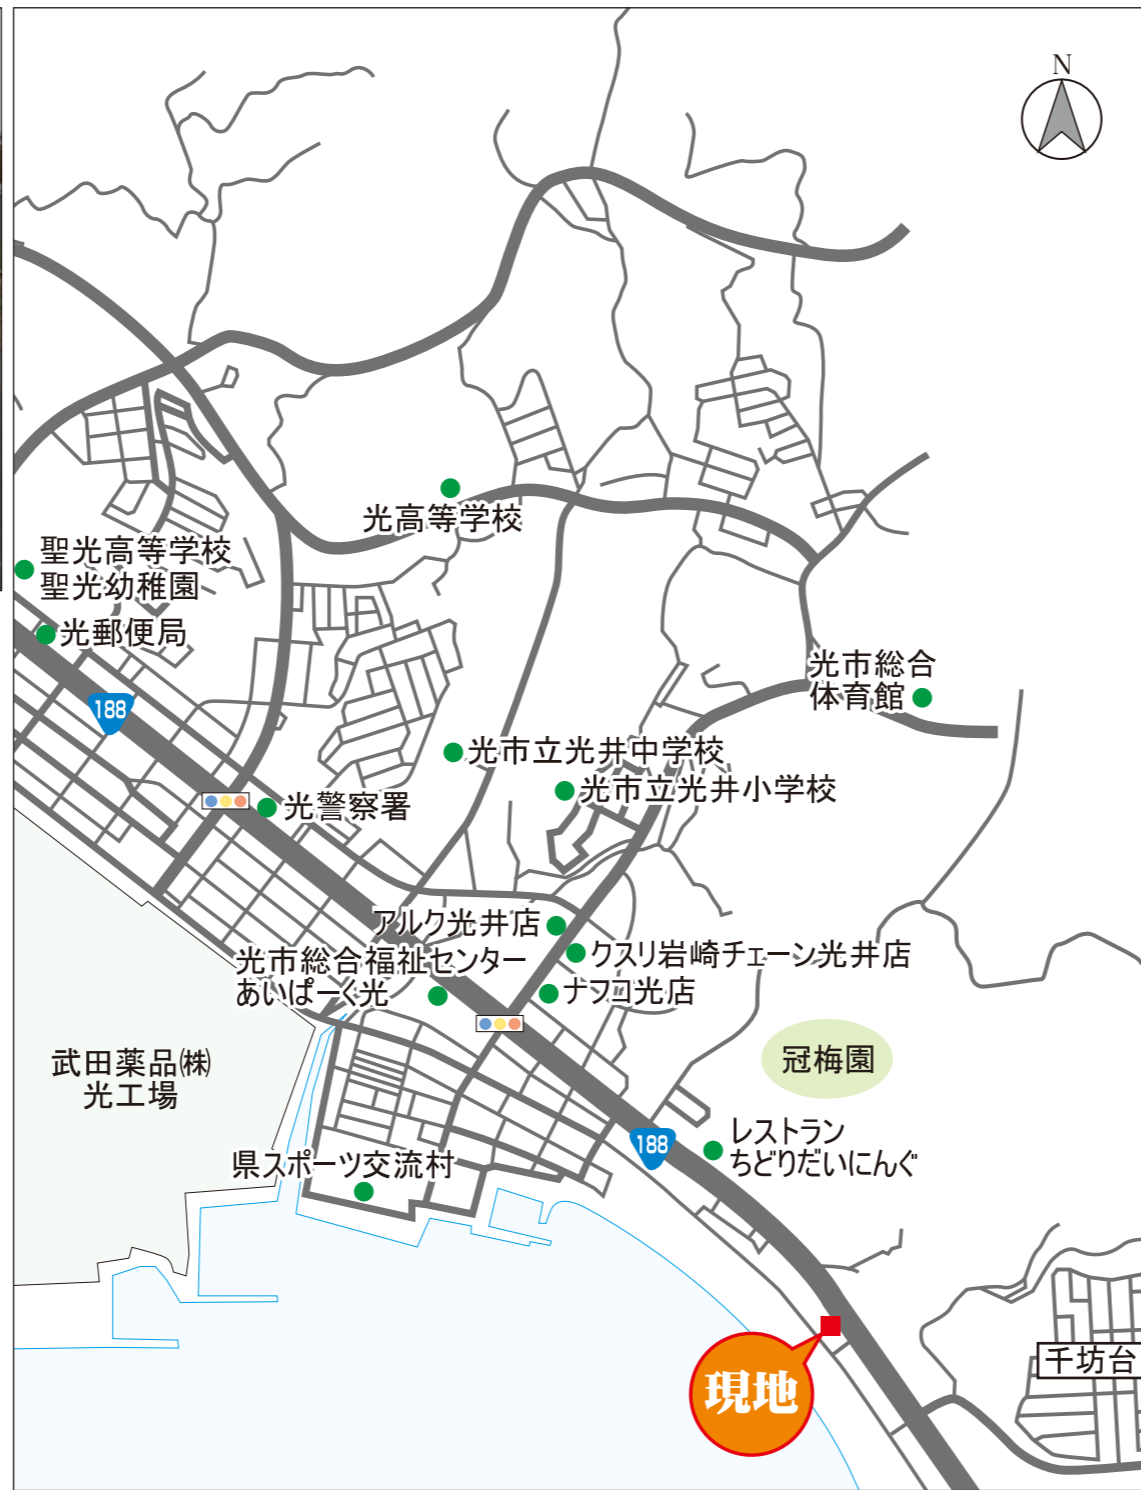 N
光高等学校
聖光高等学校
聖光幼稚園
光郵便局
188
光市総合
体育館
光市立光井中学校
光市立光井小学校
光警察署
アルク光井店
クスリ岩崎チェーン光井店
光市総合福祉センター
あいぱーく光
ナフコ光店
武田薬品㈱
光工場
冠梅園
188
レストラン
ちどりだいにんぐ
県スポーツ交流村
千坊台
現地